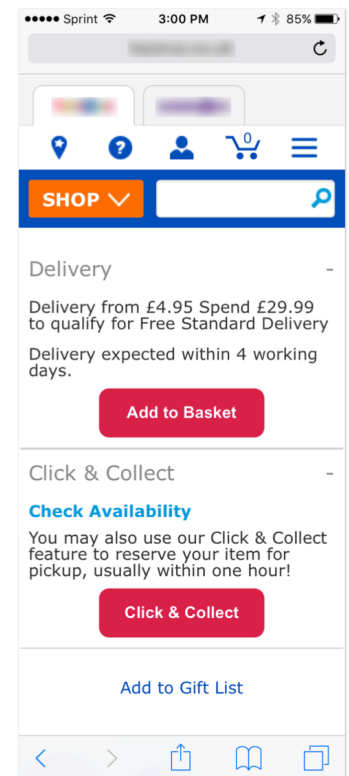 Sprint 3:00 PM 85%
0
SHOP
Delivery -
Delivery from £4.95 Spend £29.99
to qualify for Free Standard Delivery
Delivery expected within 4 working
days.
Add to Basket
Click & Collect -
Check Availability
You may also use our Click & Collect
feature to reserve your item for
pickup, usually within one hour!
Click & Collect
Add to Gift List